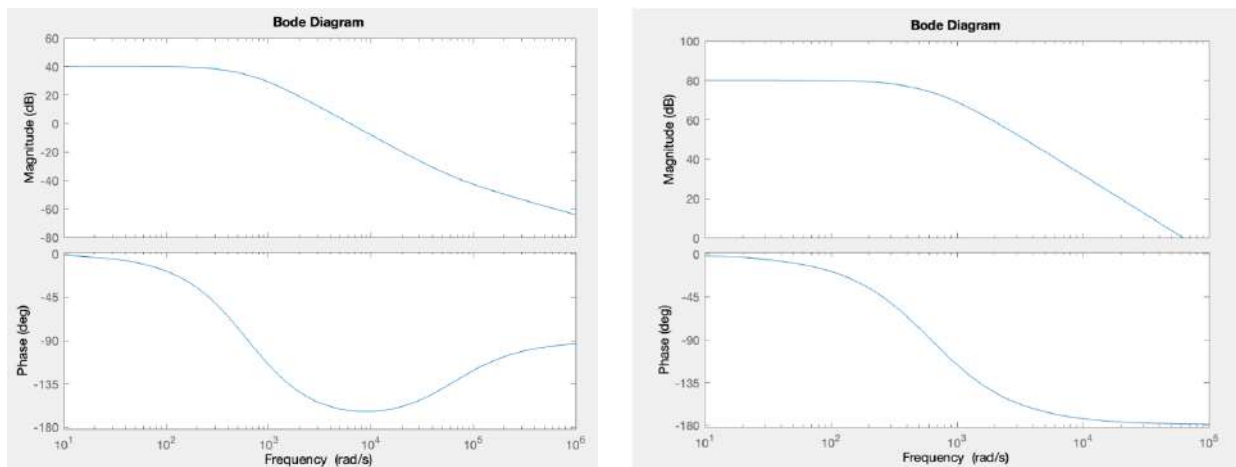 Bode Diagram
60
40
20
0
-20
-40
-60
-80
Magnitude (dB)
0
-45
-90
-135
-180
Phase (deg)
10^1 10^2 10^3 10^4 10^5 10^6
Frequency (rad/s)
Bode Diagram
100
80
60
40
20
0
Magnitude (dB)
0
-45
-90
-135
-180
Phase (deg)
10^1 10^2 10^3 10^4 10^5
Frequency (rad/s)